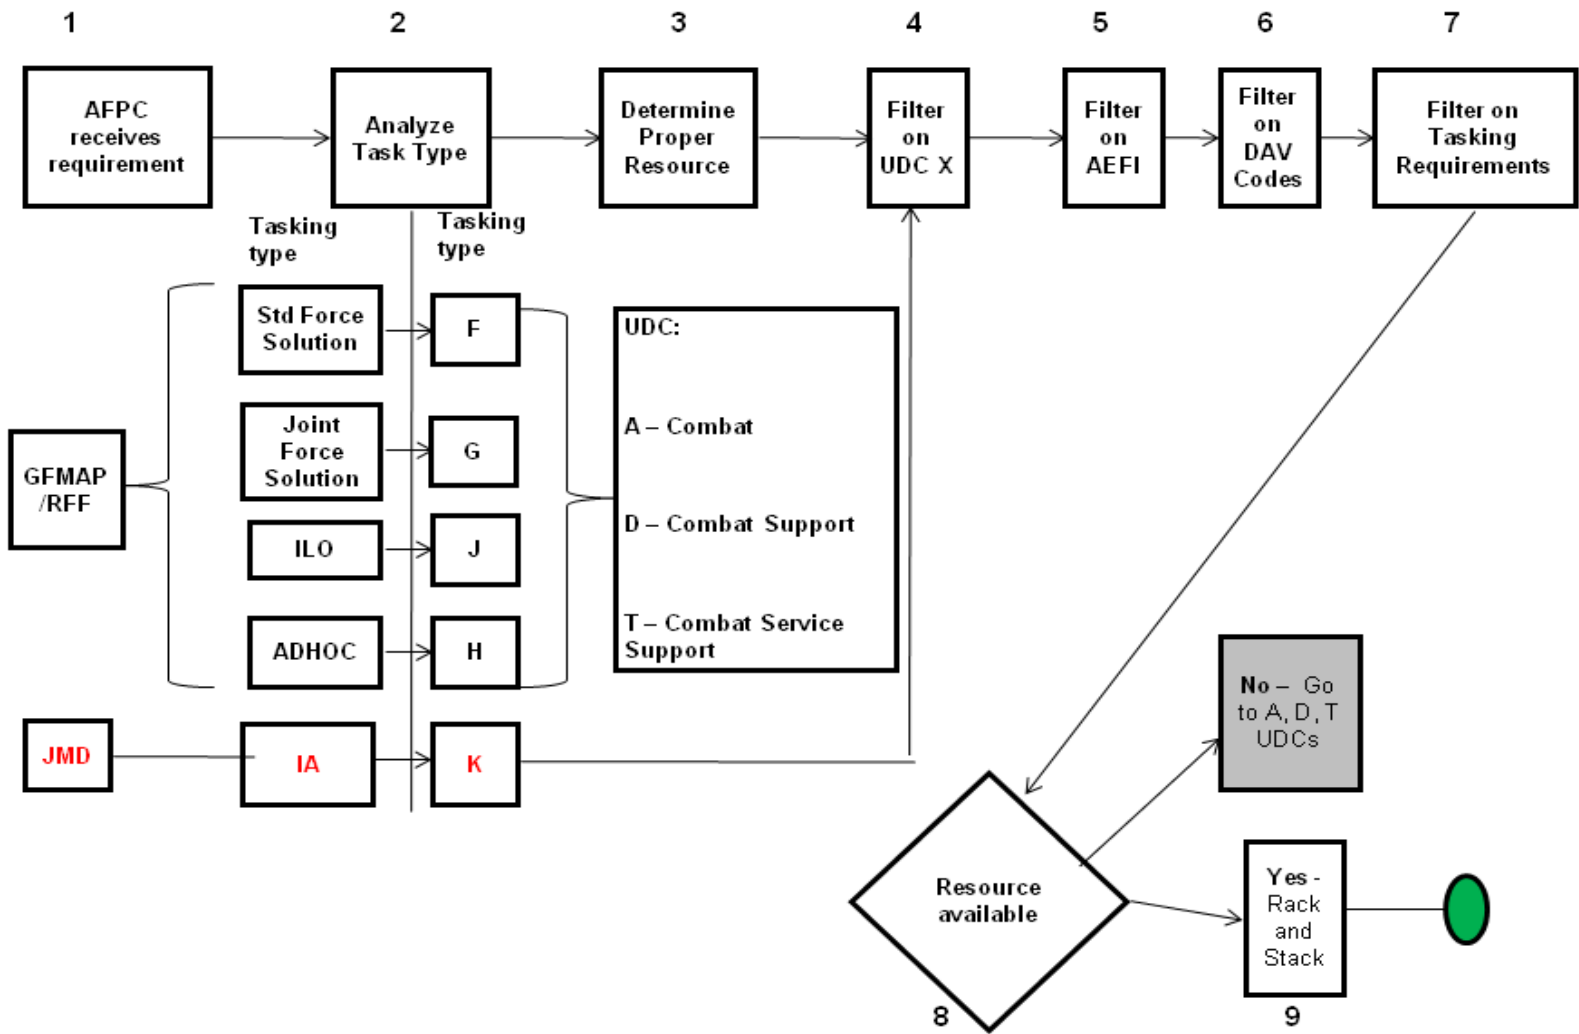 1
2
3
4
5
6
7
AFPC
receives
requirement
Analyze
Task Type
Determine
Proper
Resource
Filter
on
UDC X
Filter
on
AEFI
Filter
on
DAV
Codes
Filter on
Tasking
Requirements
Tasking
type
Tasking
type
GFMAP
/RFF
Std Force
Solution
F
Joint
Force
Solution
G
ILO
J
ADHOC
H
UDC:
A – Combat
D – Combat Support
T – Combat Service
Support
JMD
IA
K
No – Go
to A, D, T
UDCs
Resource
available
Yes -
Rack
and
Stack
8
9